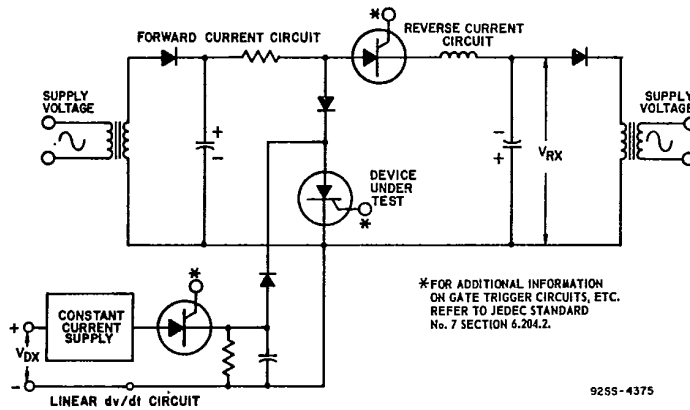 *
FORWARD CURRENT CIRCUIT
REVERSE CURRENT
CIRCUIT
SUPPLY
VOLTAGE
SUPPLY
VOLTAGE
+
-
-
+
VRX
DEVICE
UNDER
TEST
*
*
*FOR ADDITIONAL INFORMATION
ON GATE TRIGGER CIRCUITS, ETC.
REFER TO JEDEC STANDARD
No. 7 SECTION 6.204.2.
CONSTANT
CURRENT
SUPPLY
+
VDX
-
LINEAR dv/dt CIRCUIT
92SS-4375